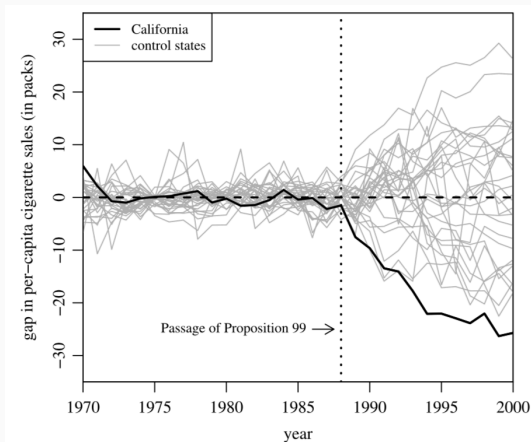 California
control states
gap in per−capita cigarette sales (in packs)
30
20
10
0
−10
−20
−30
Passage of Proposition 99
1970 1975 1980 1985 1990 1995 2000
year